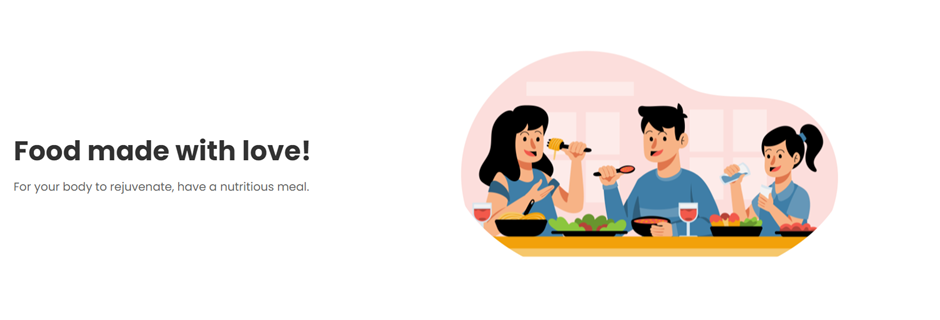 Food made with love!
For your body to rejuvenate, have a nutritious meal.